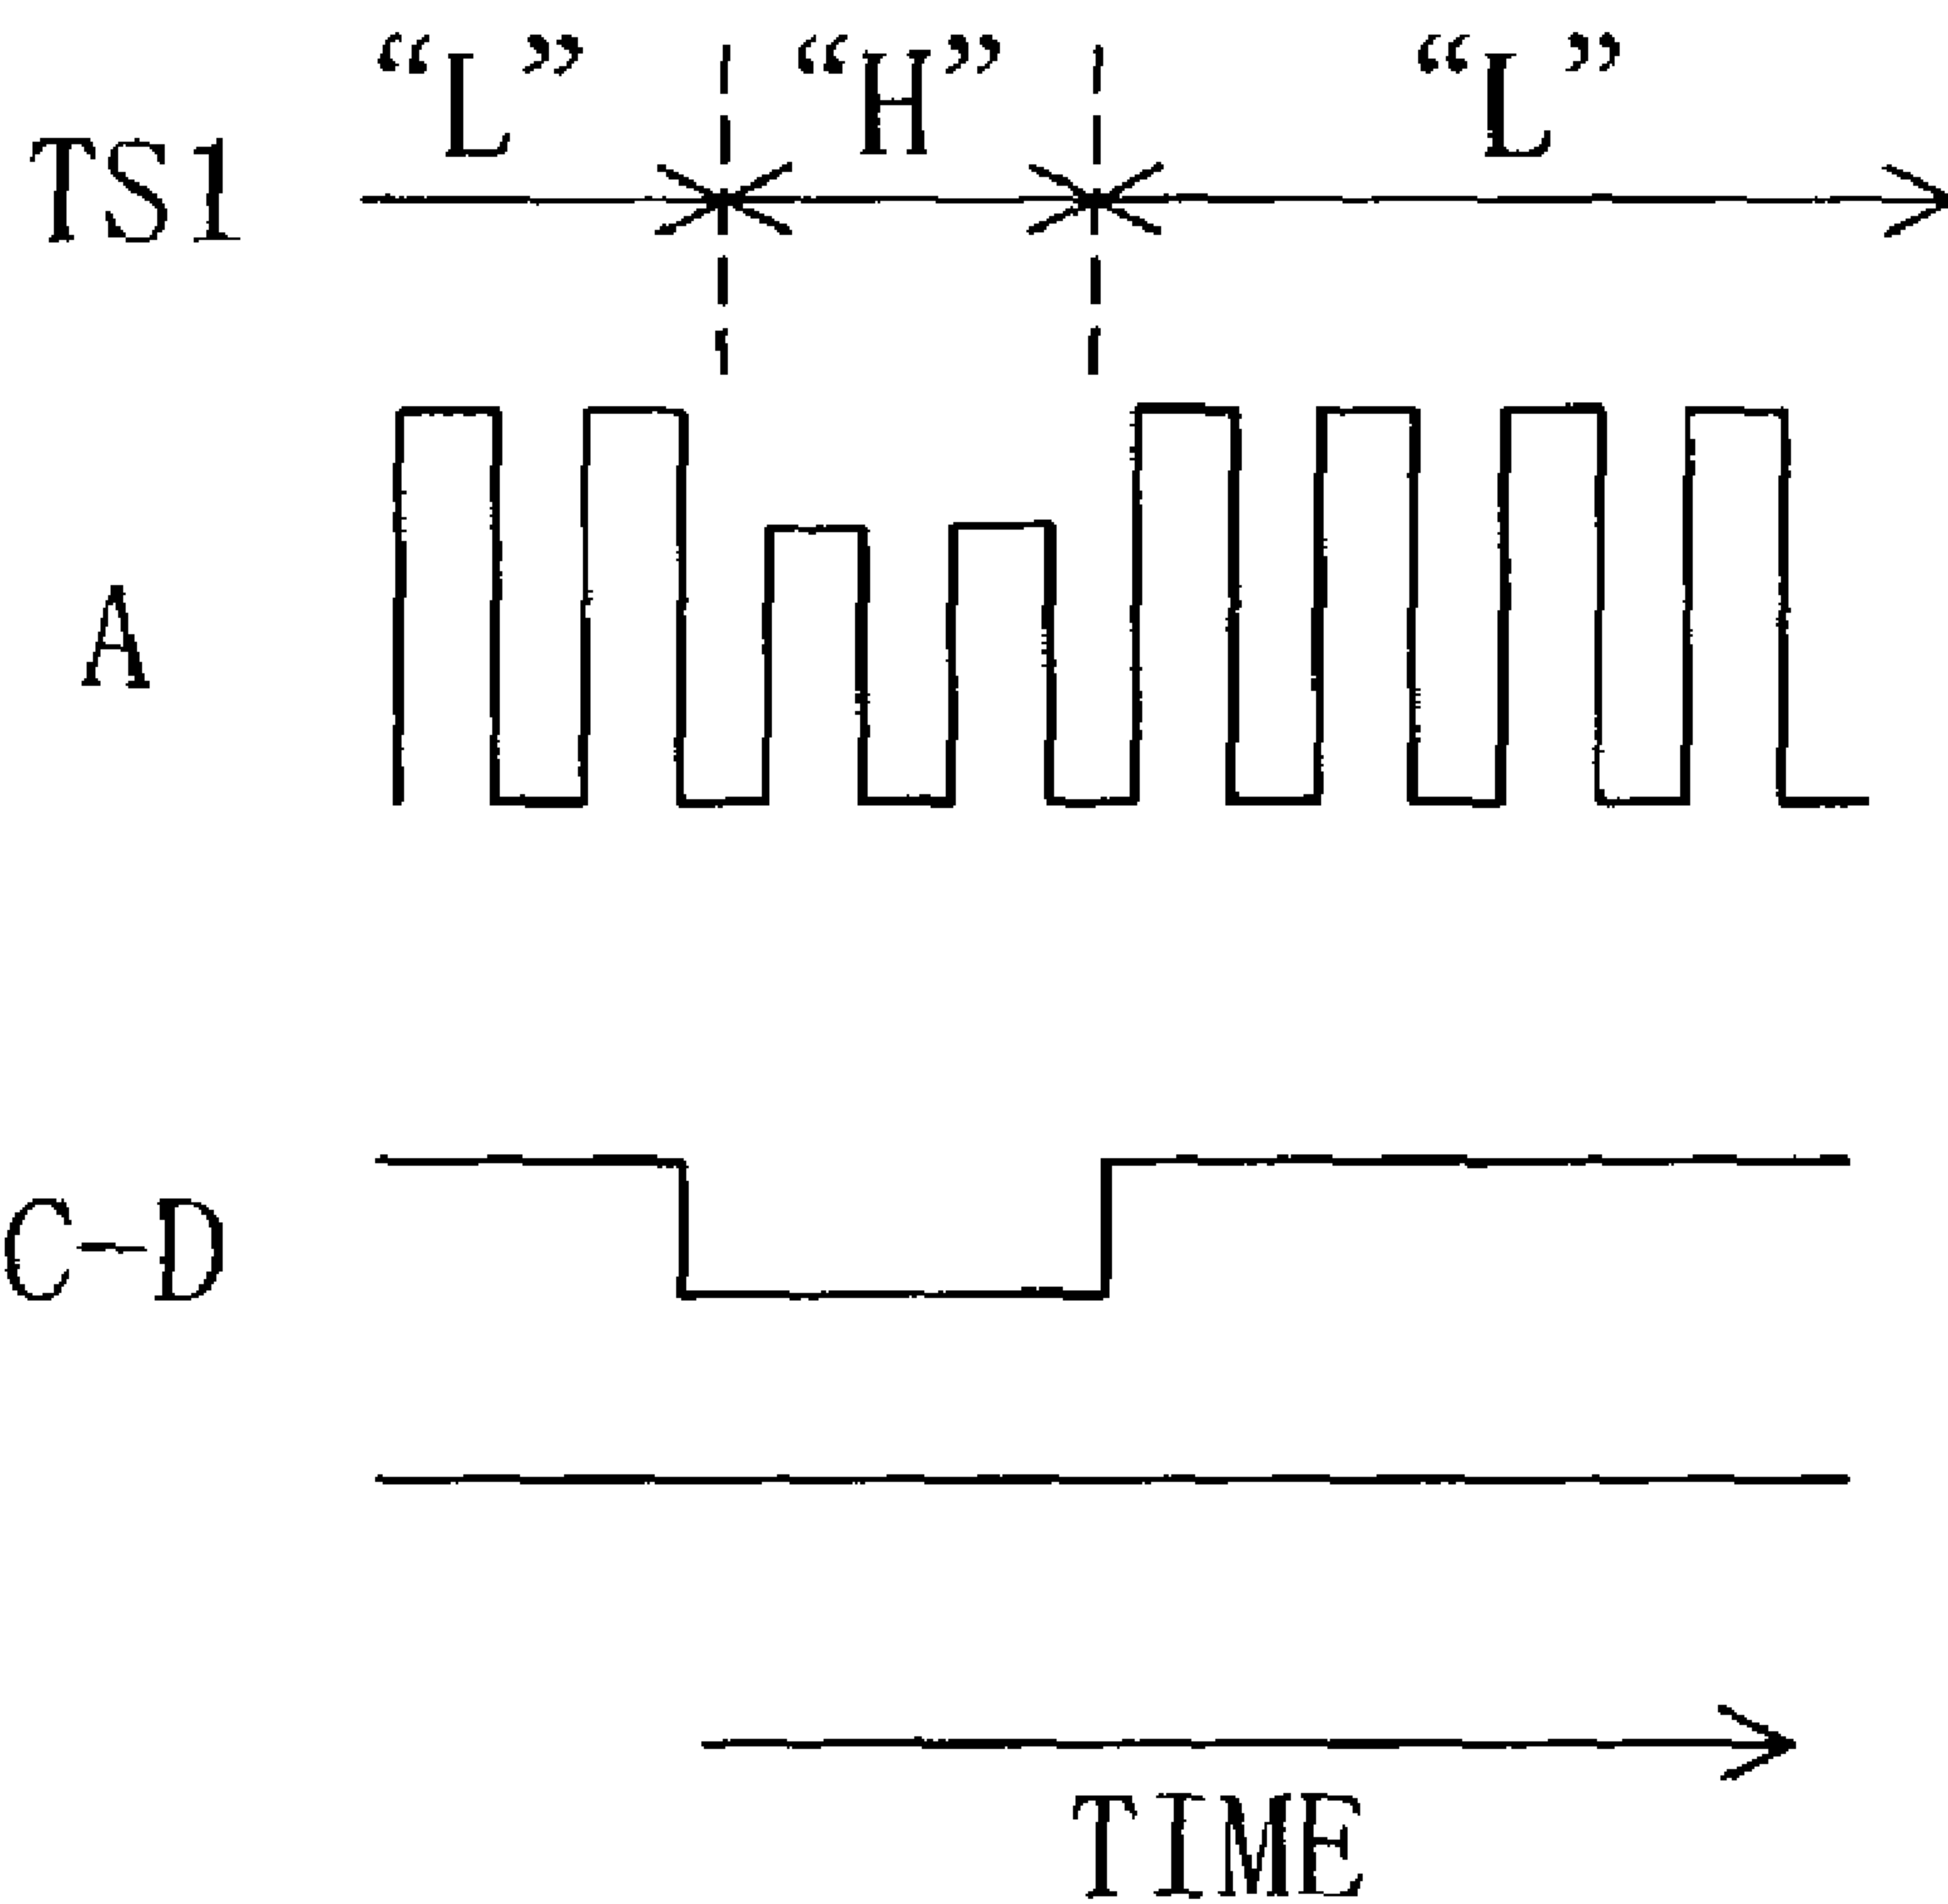 “L” “H” “L”
TS1
A
C-D
TIME